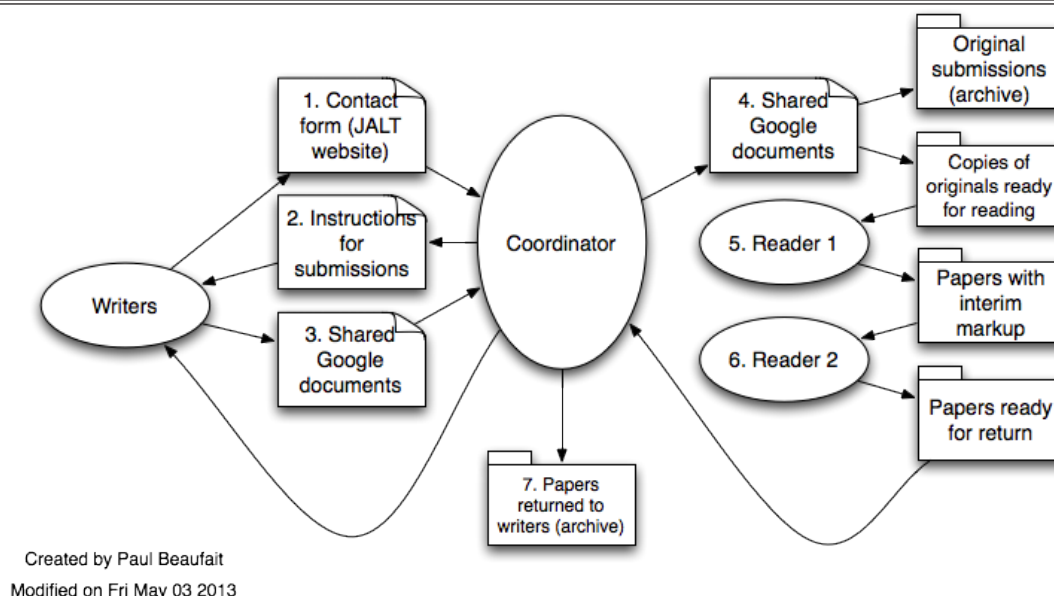 1. Contact
form (JALT
website)
2. Instructions
for
submissions
Writers
3. Shared
Google
documents
Coordinator
4. Shared
Google
documents
Original
submissions
(archive)
Copies of
originals ready
for reading
5. Reader 1
Papers with
interim
markup
6. Reader 2
Papers ready
for return
7. Papers
returned to
writers (archive)
Created by Paul Beaufait
Modified on Fri May 03 2013